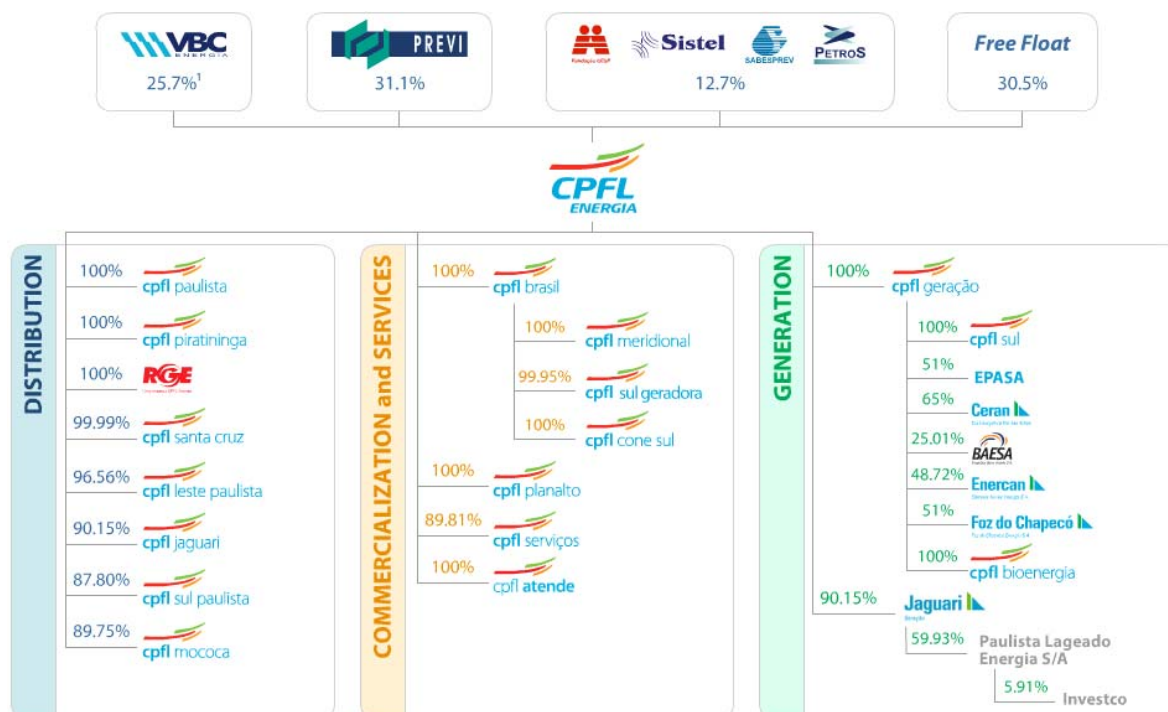 VBC
ENERGIA
25.7%¹
PREVI
31.1%
Fundação CESP
Sistel
SABESPREV
PETROS
12.7%
Free Float
30.5%
CPFL
ENERGIA
DISTRIBUTION
100%
cpfl paulista
100%
cpfl piratininga
100%
RGE
99.99%
cpfl santa cruz
96.56%
cpfl leste paulista
90.15%
cpfl jaguari
87.80%
cpfl sul paulista
89.75%
cpfl mococa
COMMERCIALIZATION and SERVICES
100%
cpfl brasil
100%
cpfl meridional
99.95%
cpfl sul geradora
100%
cpfl cone sul
100%
cpfl planalto
89.81%
cpfl serviços
100%
cpfl atende
GENERATION
100%
cpfl geração
100%
cpfl sul
51%
EPASA
65%
Ceran
25.01%
BAESA
48.72%
Enercan
51%
Foz do Chapecó
100%
cpfl bioenergia
90.15%
Jaguari
Geração
59.93%
Paulista Lageado
Energia S/A
5.91%
Investco